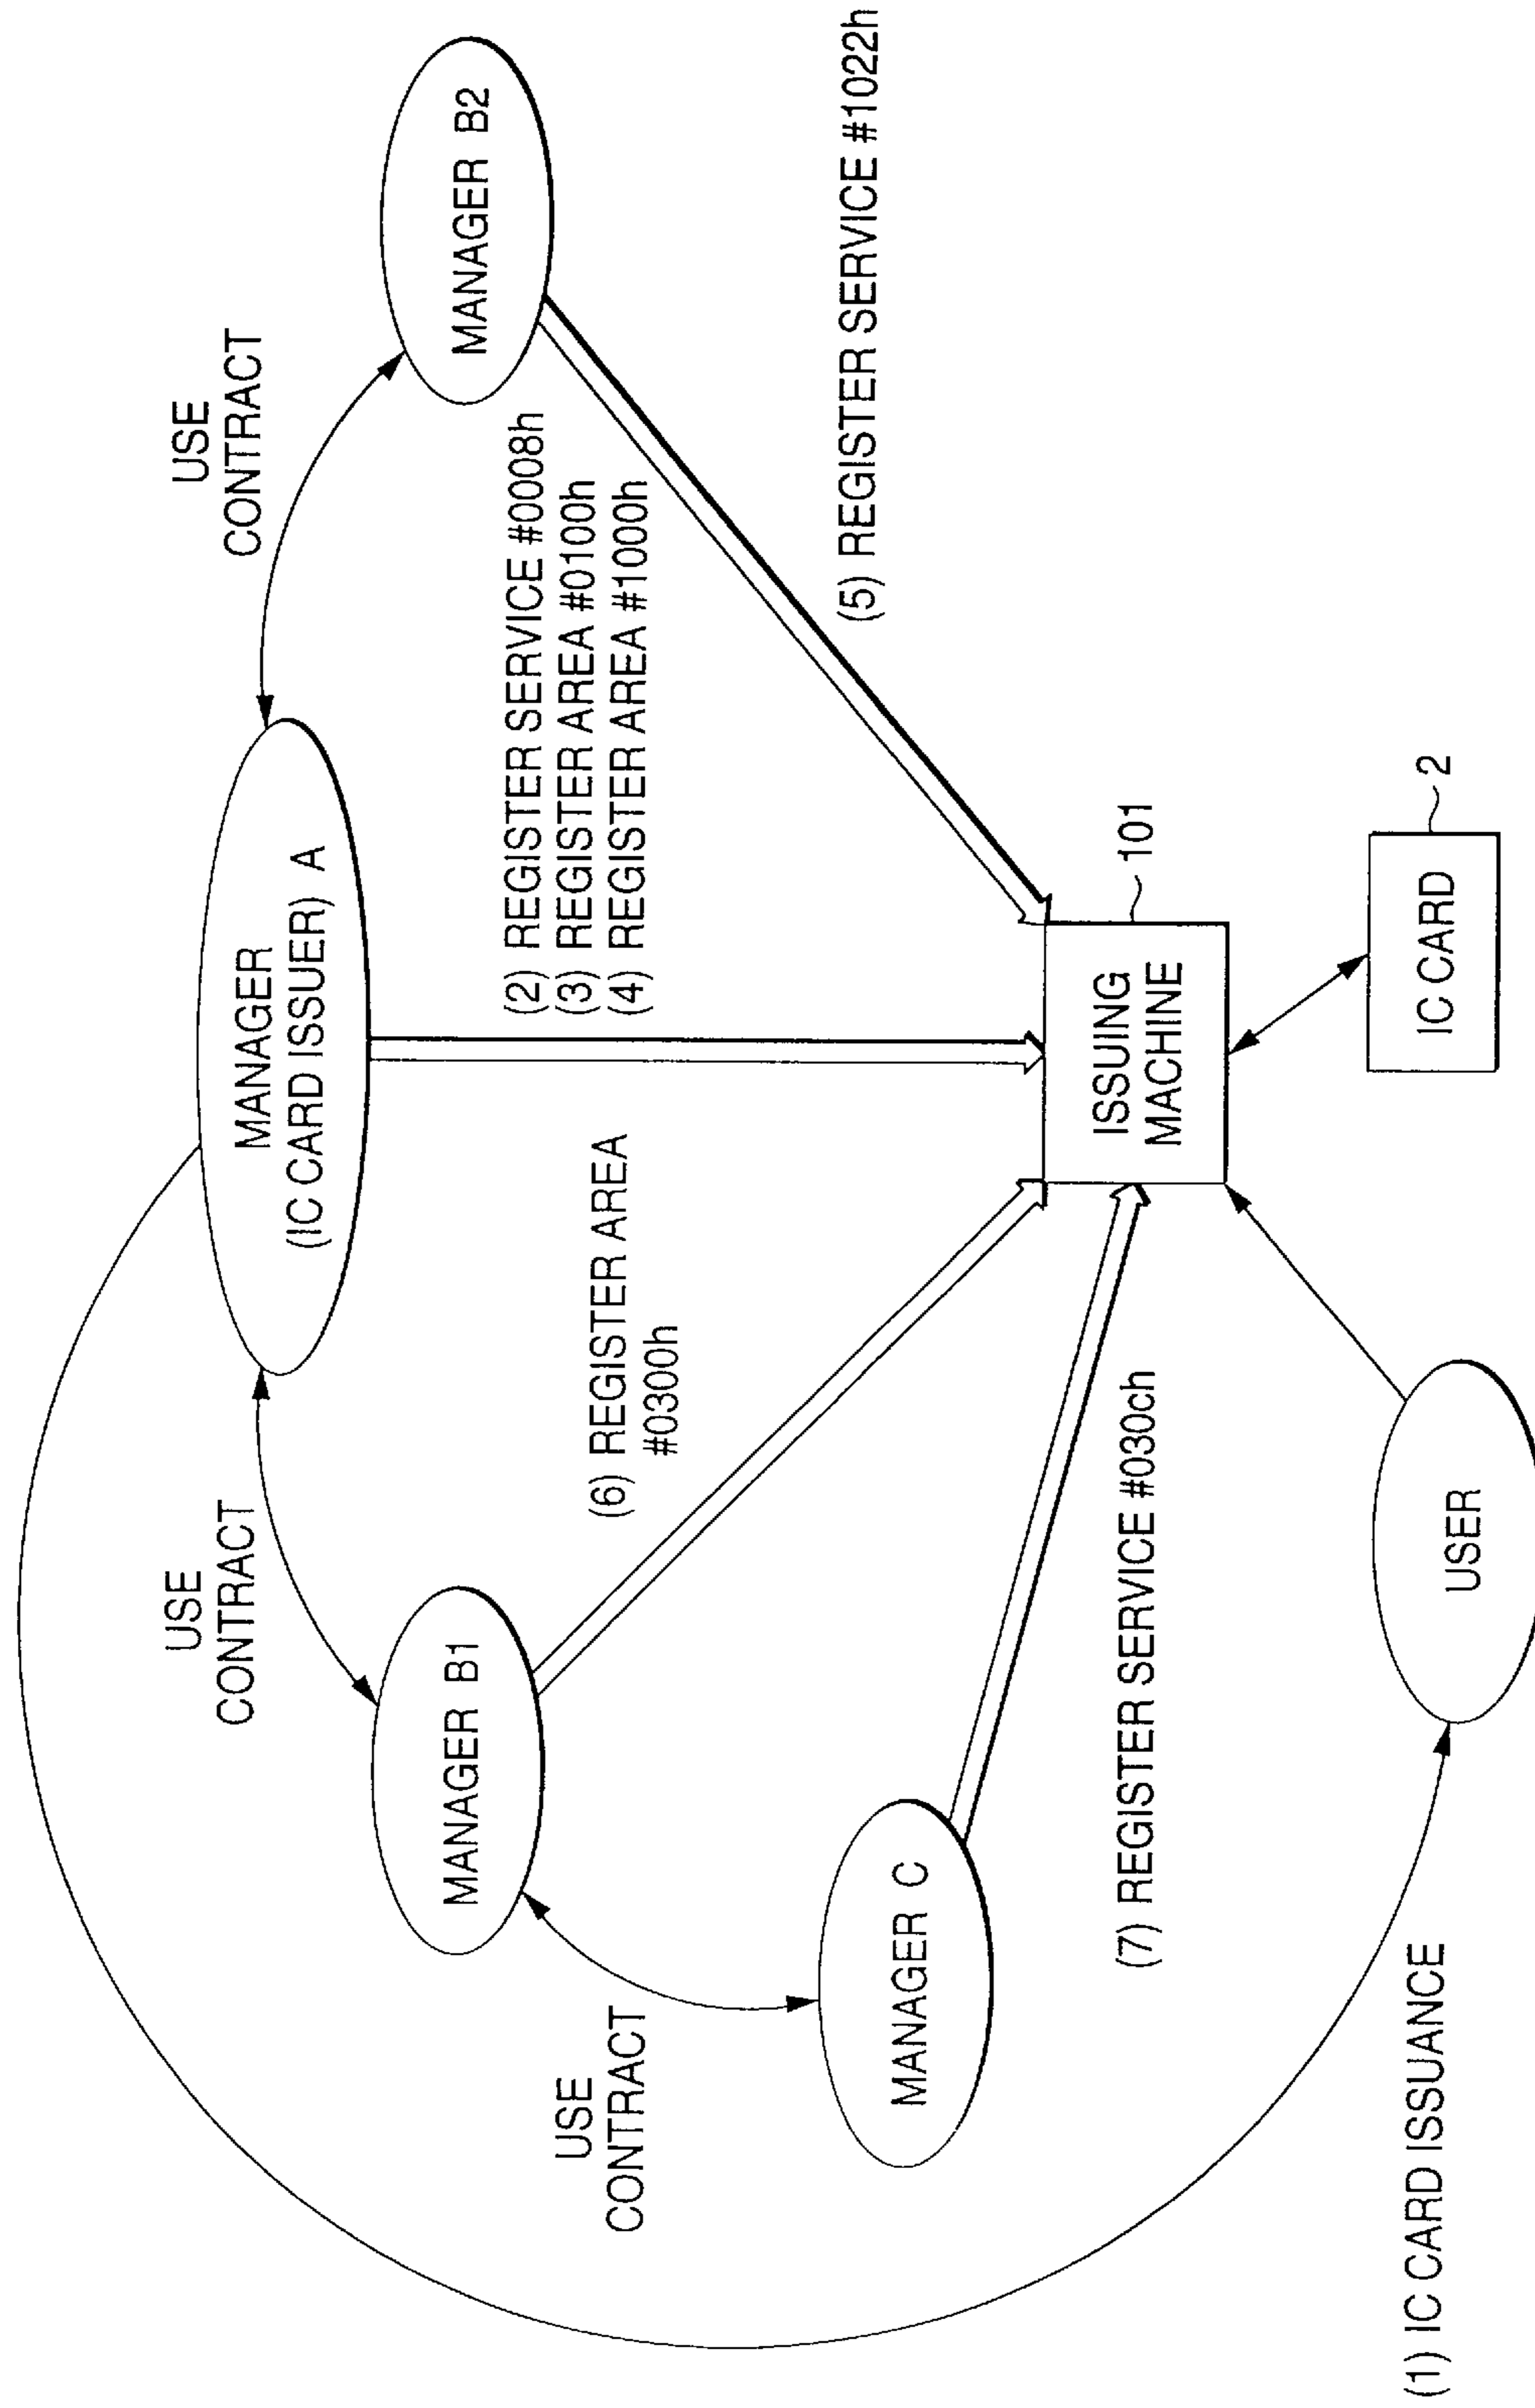 USE
CONTRACT
USE
CONTRACT
MANAGER
(IC CARD ISSUER) A
MANAGER B1
MANAGER B2
USE
CONTRACT
(2) REGISTER SERVICE #0008h
(3) REGISTER AREA #0100h
(4) REGISTER AREA #1000h
(6) REGISTER AREA
#0300h
(5) REGISTER SERVICE #1022h
MANAGER C
ISSUING
MACHINE
101
(7) REGISTER SERVICE #030ch
(1) IC CARD ISSUANCE
USER
IC CARD
2